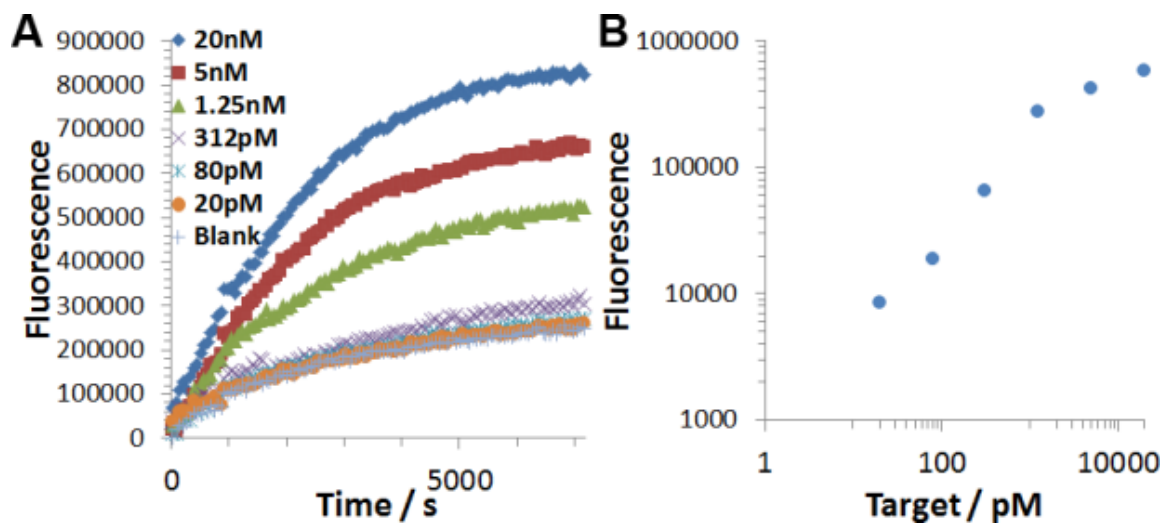 A
Fluorescence
900000
800000
700000
600000
500000
400000
300000
200000
100000
0
20nM
5nM
1.25nM
312pM
80pM
20pM
Blank
0
5000
Time / s
B
Fluorescence
1000000
100000
10000
1000
1
100
10000
Target / pM